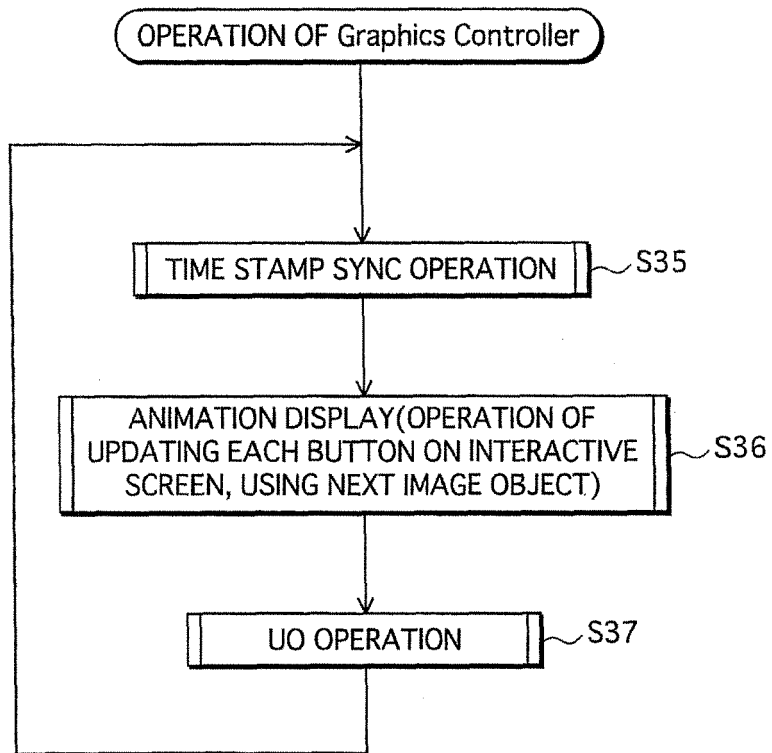 OPERATION OF Graphics Controller
TIME STAMP SYNC OPERATION
S35
ANIMATION DISPLAY(OPERATION OF
UPDATING EACH BUTTON ON INTERACTIVE
SCREEN, USING NEXT IMAGE OBJECT)
S36
UO OPERATION
S37